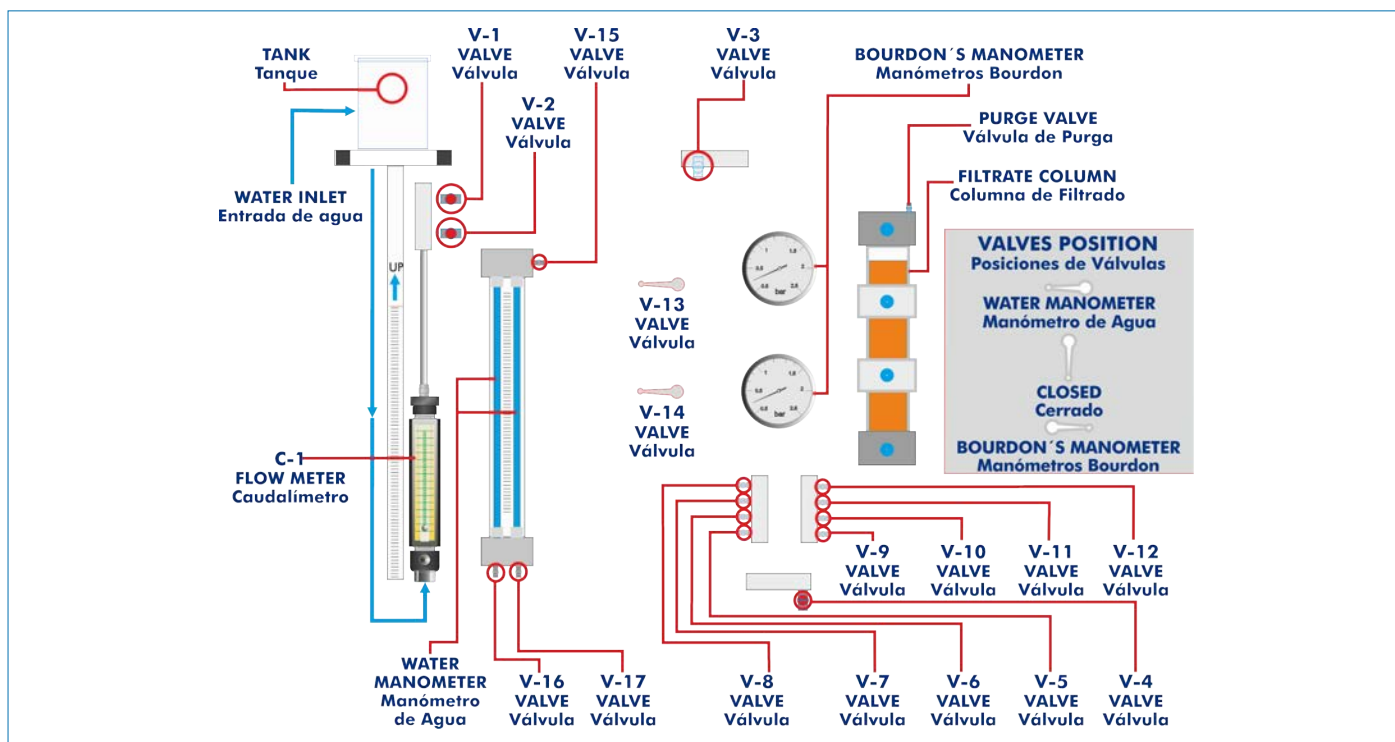 TANK
Tanque
V-1
VALVE
Válvula
V-15
VALVE
Válvula
V-3
VALVE
Válvula
BOURDON´S MANOMETER
Manómetros Bourdon
V-2
VALVE
Válvula
PURGE VALVE
Válvula de Purga
FILTRATE COLUMN
Columna de Filtrado
WATER INLET
Entrada de agua
UP
V-13
VALVE
Válvula
V-14
VALVE
Válvula
bar
bar
VALVES POSITION
Posiciones de Válvulas
WATER MANOMETER
Manómetro de Agua
CLOSED
Cerrado
BOURDON´S MANOMETER
Manómetros Bourdon
C-1
FLOW METER
Caudalímetro
V-9
VALVE
Válvula
V-10
VALVE
Válvula
V-11
VALVE
Válvula
V-12
VALVE
Válvula
WATER
MANOMETER
Manómetro
de Agua
V-16
VALVE
Válvula
V-17
VALVE
Válvula
V-8
VALVE
Válvula
V-7
VALVE
Válvula
V-6
VALVE
Válvula
V-5
VALVE
Válvula
V-4
VALVE
Válvula